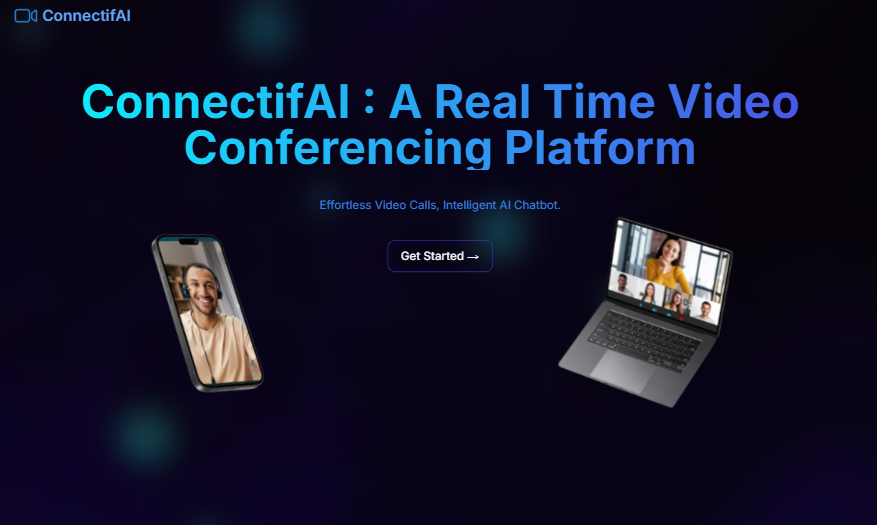 ConnectifAI
ConnectifAI : A Real Time Video
Conferencing Platform
Effortless Video Calls, Intelligent AI Chatbot.
Get Started →